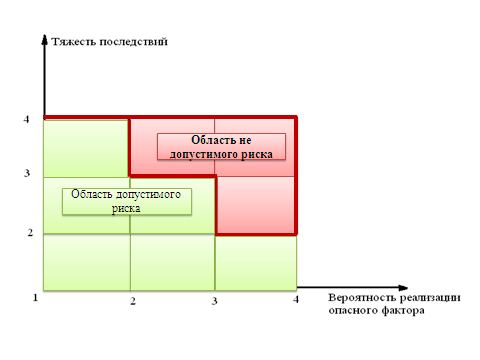 Тяжесть последствий
4
Область не
допустимого риска
3
Область допустимого
риска
2
1
2
3
4
Вероятность реализации
опасного фактора